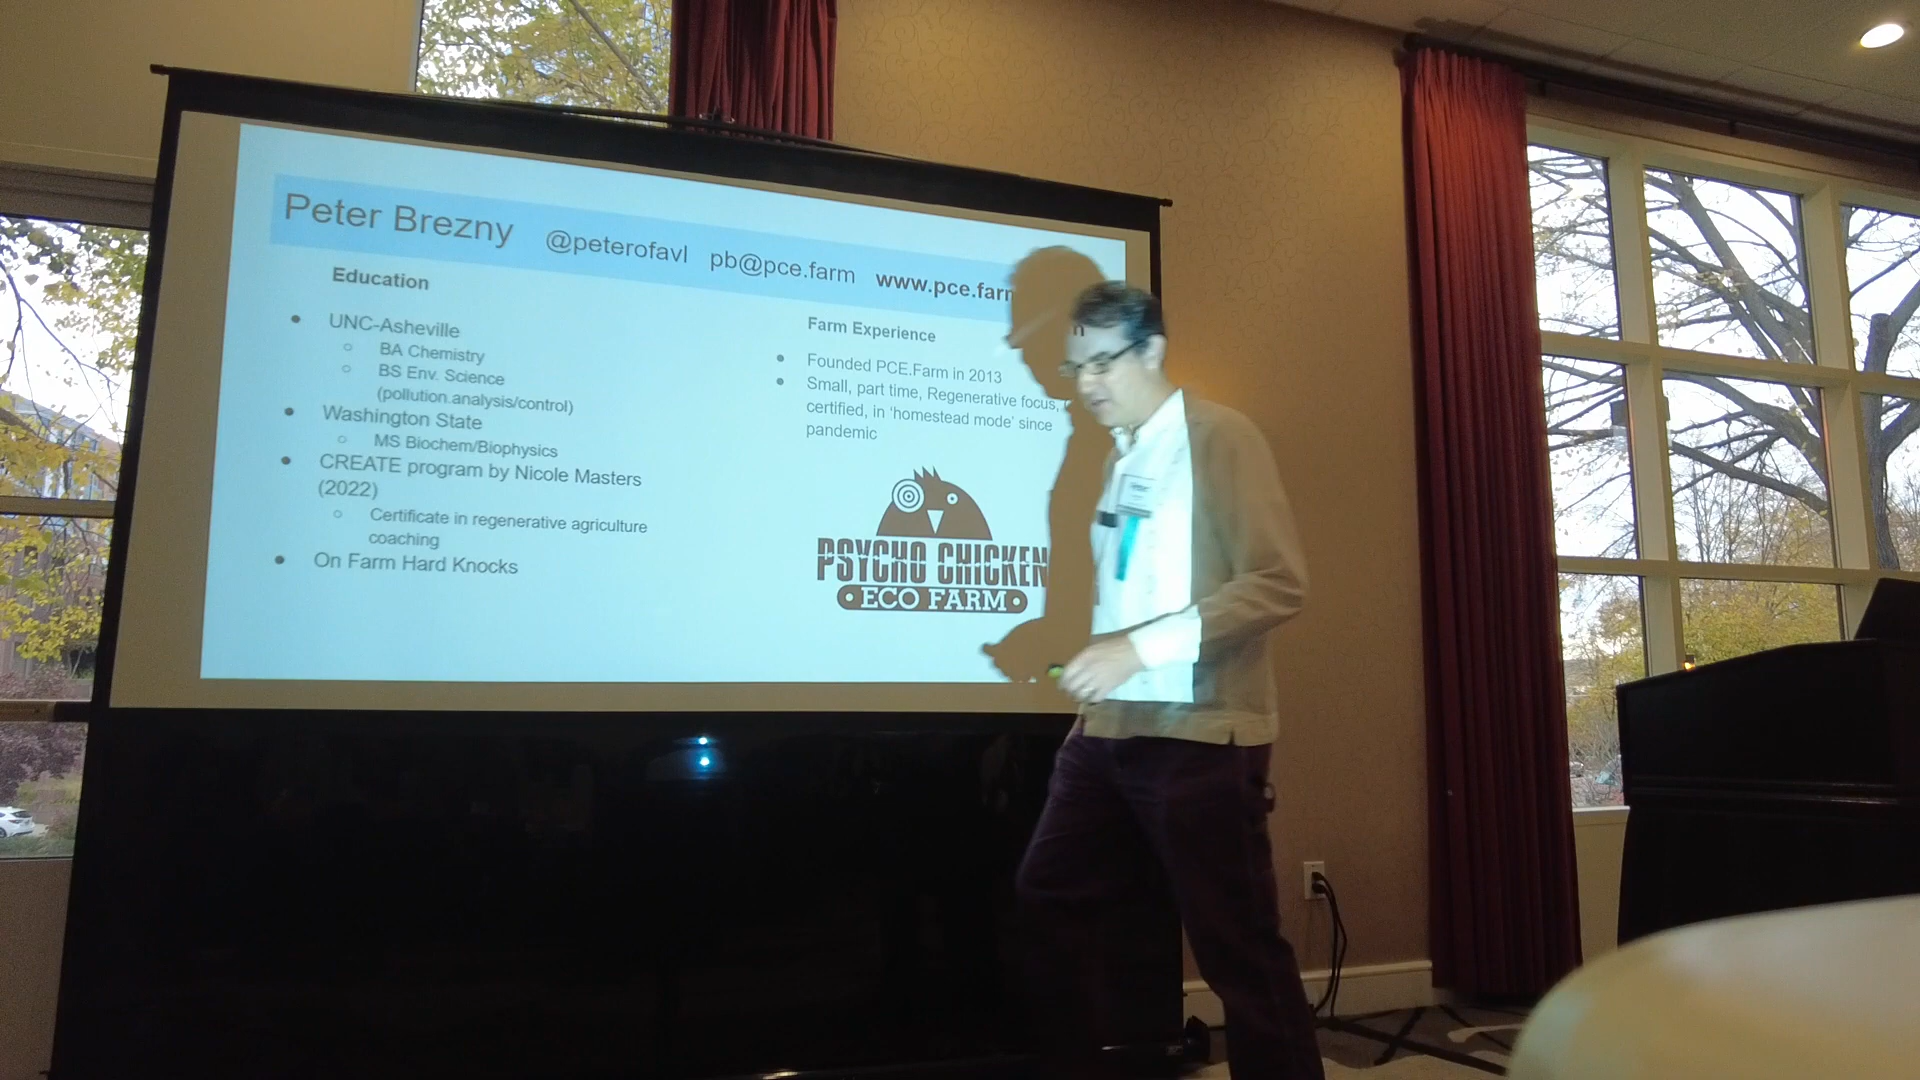 Peter Brezny @peterofavl pb@pce.farm www.pce.farm
Education
UNC-Asheville
BA Chemistry
BS Env. Science
(pollution.analysis/control)
Washington State
MS Biochem/Biophysics
CREATE program by Nicole Masters
(2022)
Certificate in regenerative agriculture
coaching
On Farm Hard Knocks
Farm Experience
Founded PCE.Farm in 2013
Small, part time, Regenerative focus,
certified, in 'homestead mode' since
pandemic
PSYCHO CHICKEN
ECO FARM